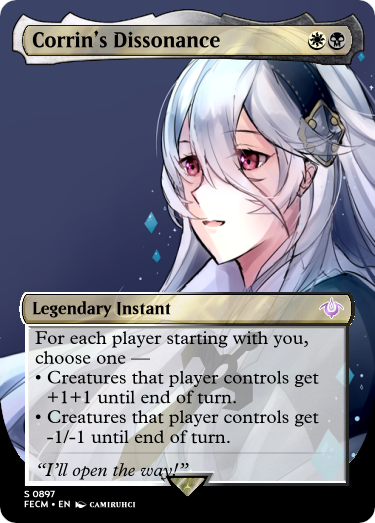 Corrin's Dissonance
Legendary Instant
For each player starting with you,
choose one —
• Creatures that player controls get
+1+1 until end of turn.
• Creatures that player controls get
-1/-1 until end of turn.
“I'll open the way!”
S 0897
FECM • EN CAMIRUHCI